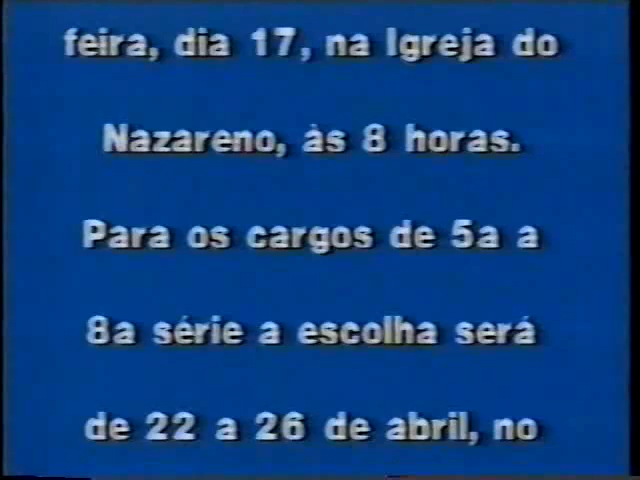 feira, dia 17, na Igreja do
Nazareno, às 8 horas.
Para os cargos de 5a a
8a série a escolha será
de 22 a 26 de abril, no